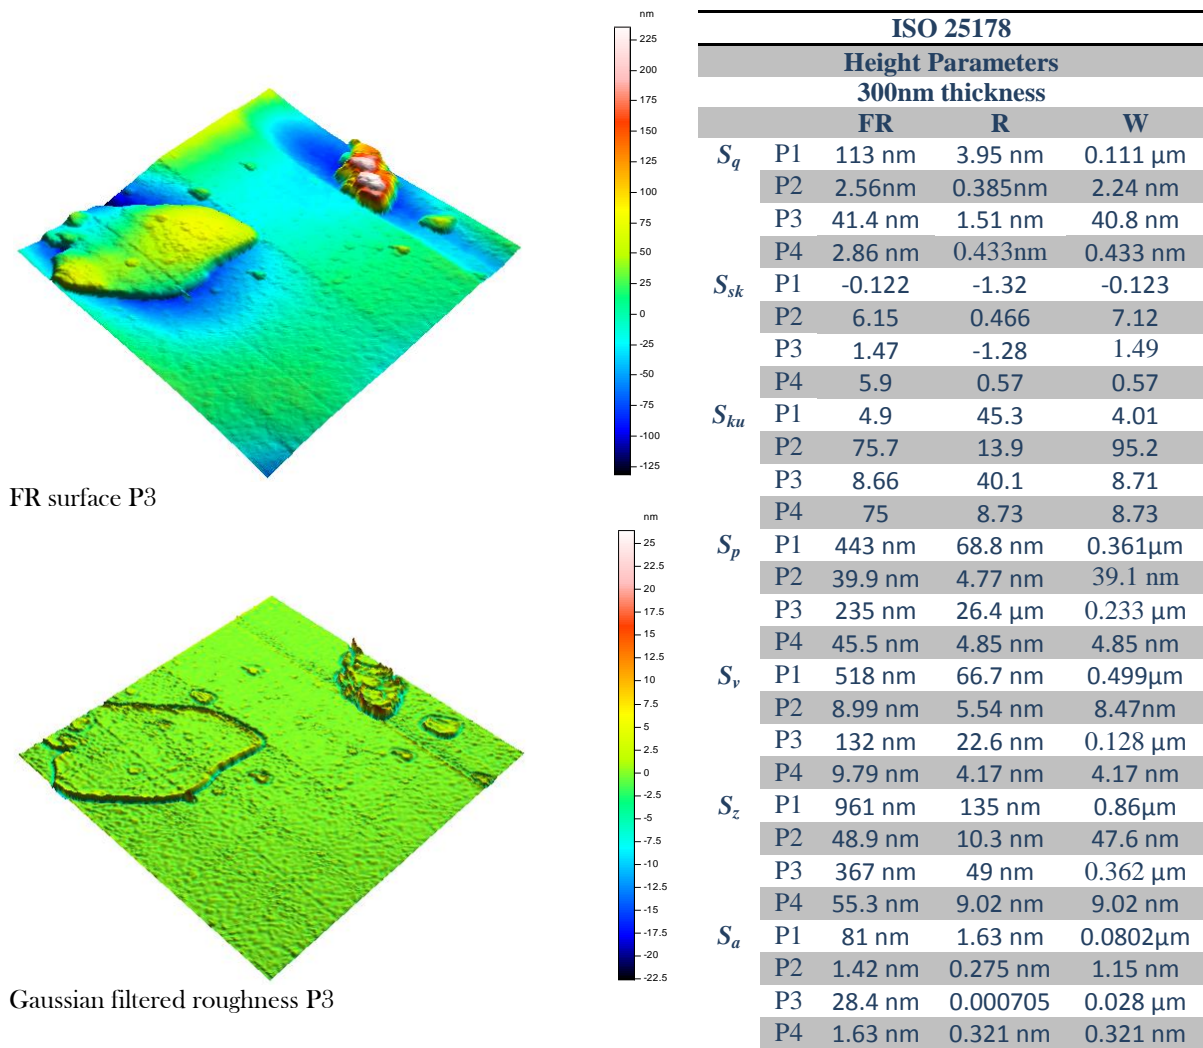 nm
225
200
175
150
125
100
75
50
25
0
-25
-50
-75
-100
-125
FR surface P3
nm
25
22.5
20
17.5
15
12.5
10
7.5
5
2.5
0
-2.5
-5
-7.5
-10
-12.5
-15
-17.5
-20
-22.5
Gaussian filtered roughness P3
ISO 25178
Height Parameters
300nm thickness
FR R W
Sq P1 113 nm 3.95 nm 0.111 µm
P2 2.56nm 0.385nm 2.24 nm
P3 41.4 nm 1.51 nm 40.8 nm
P4 2.86 nm 0.433nm 0.433 nm
Ssk P1 -0.122 -1.32 -0.123
P2 6.15 0.466 7.12
P3 1.47 -1.28 1.49
P4 5.9 0.57 0.57
Sku P1 4.9 45.3 4.01
P2 75.7 13.9 95.2
P3 8.66 40.1 8.71
P4 75 8.73 8.73
Sp P1 443 nm 68.8 nm 0.361µm
P2 39.9 nm 4.77 nm 39.1 nm
P3 235 nm 26.4 µm 0.233 µm
P4 45.5 nm 4.85 nm 4.85 nm
Sv P1 518 nm 66.7 nm 0.499µm
P2 8.99 nm 5.54 nm 8.47nm
P3 132 nm 22.6 nm 0.128 µm
P4 9.79 nm 4.17 nm 4.17 nm
Sz P1 961 nm 135 nm 0.86µm
P2 48.9 nm 10.3 nm 47.6 nm
P3 367 nm 49 nm 0.362 µm
P4 55.3 nm 9.02 nm 9.02 nm
Sa P1 81 nm 1.63 nm 0.0802µm
P2 1.42 nm 0.275 nm 1.15 nm
P3 28.4 nm 0.000705 0.028 µm
P4 1.63 nm 0.321 nm 0.321 nm